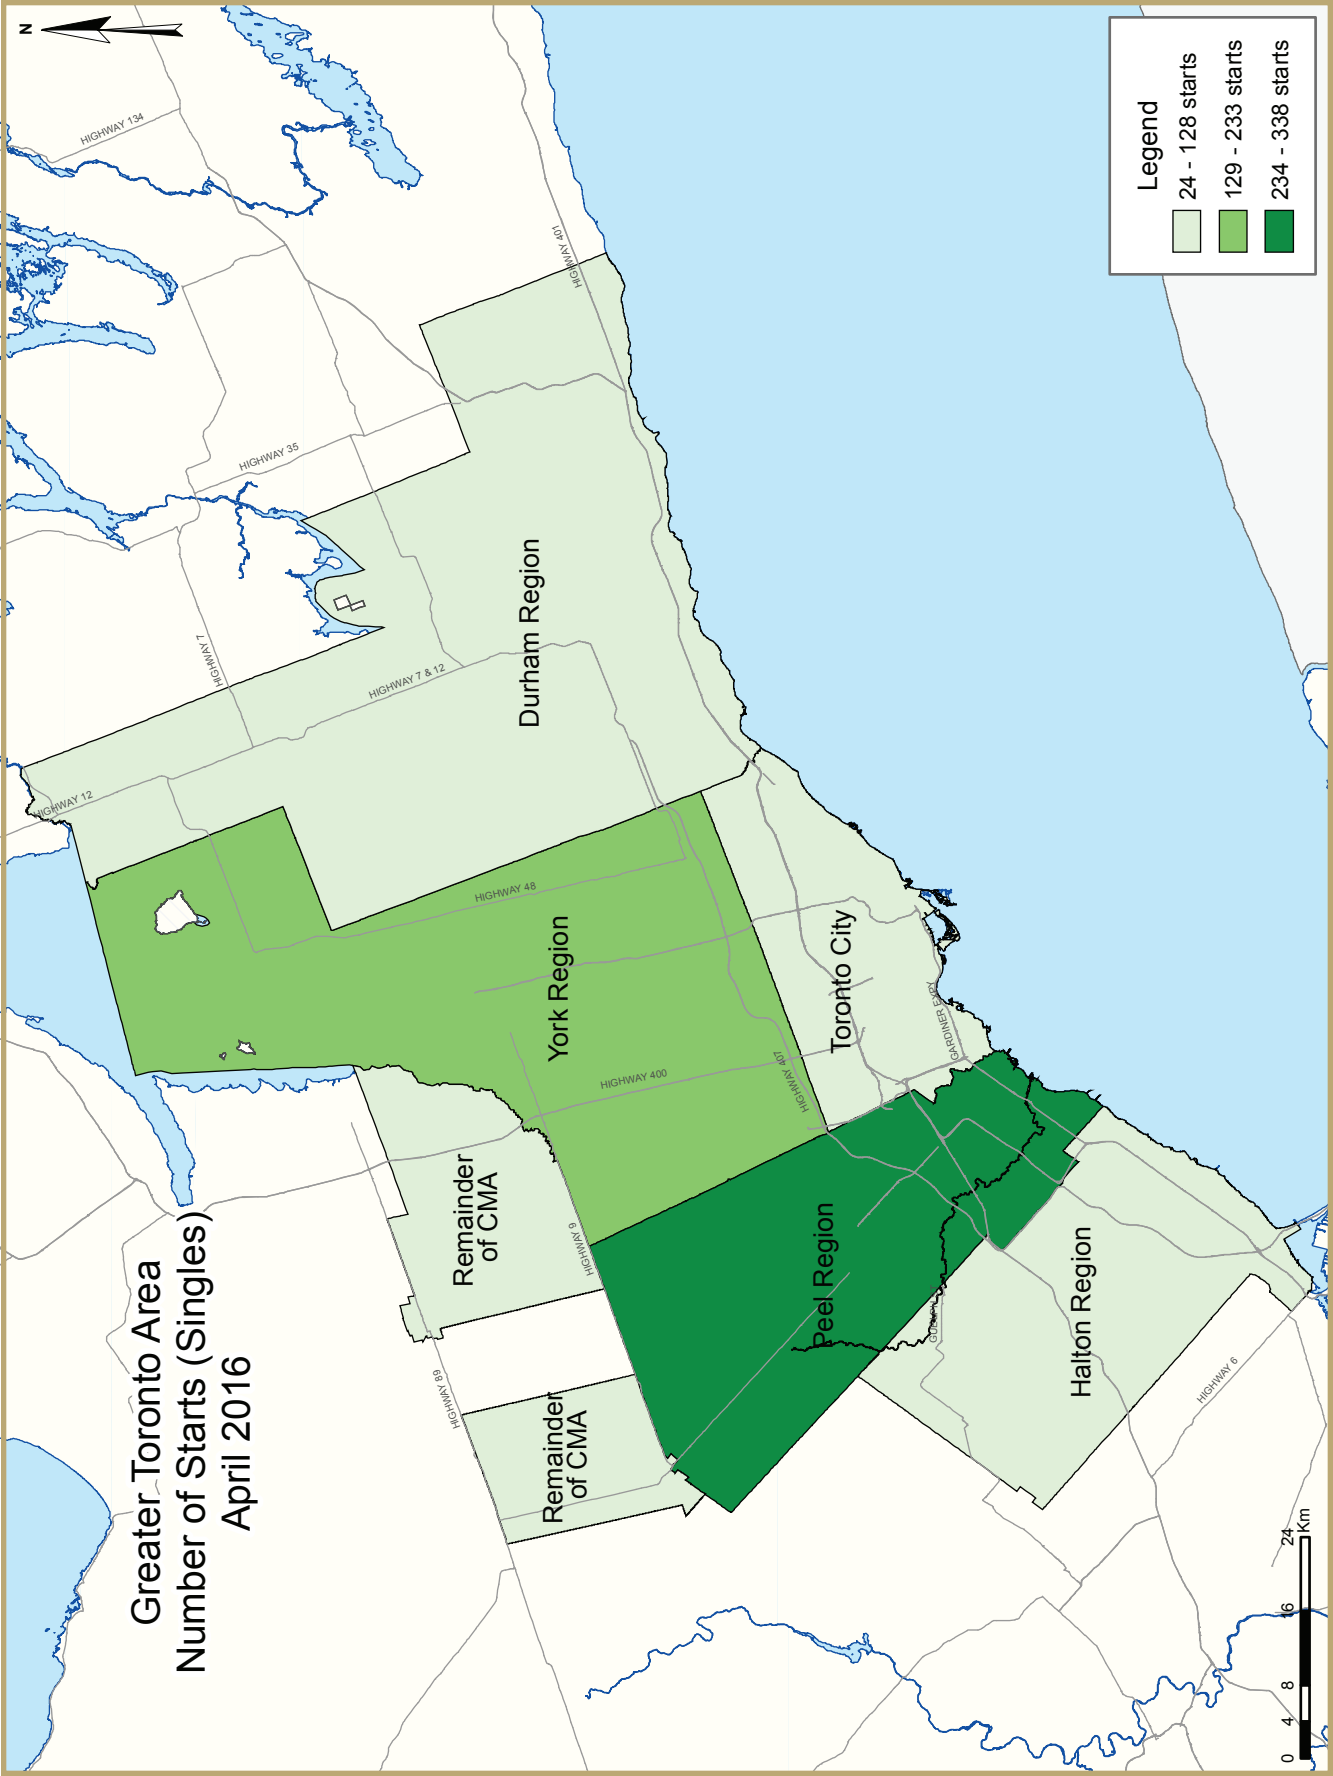 Greater Toronto Area
Number of Starts (Singles)
April 2016
N
HIGHWAY 134
HIGHWAY 401
HIGHWAY 35
HIGHWAY 7
HIGHWAY 7 & 12
HIGHWAY 12
Durham Region
HIGHWAY 48
York Region
Toronto City
GARDINER EXPY
HIGHWAY 407
HIGHWAY 400
Remainder
of CMA
HIGHWAY 9
HIGHWAY 89
Remainder
of CMA
Peel Region
Halton Region
HIGHWAY 6
Legend
24 - 128 starts
129 - 233 starts
234 - 338 starts
0 4 8 16 24
Km